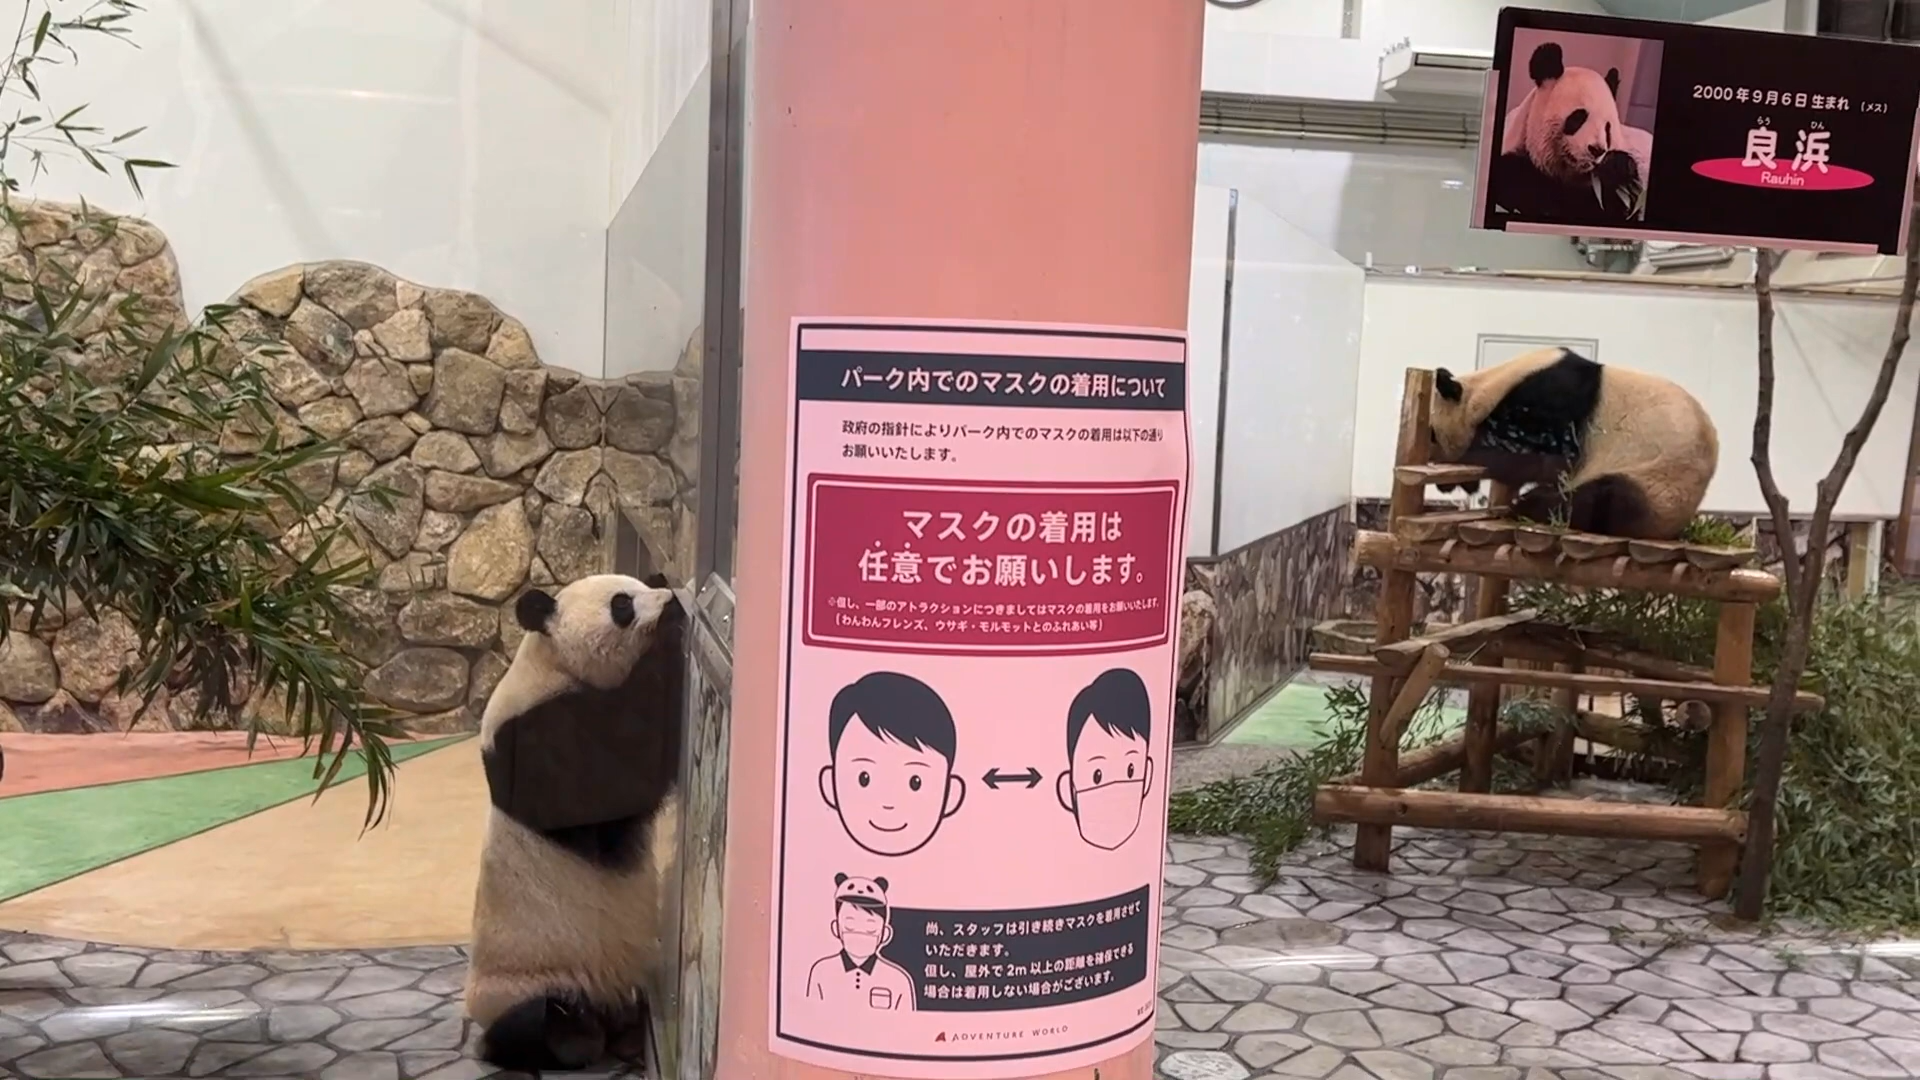 パーク内でのマスクの着用について
政府の指針によりパーク内でのマスクの着用は以下の通り
お願いいたします。
マスクの着用は
任意でお願いします。
※但し、一部のアトラクションにつきましてはマスクの着用をお願いいたします。
(わんわんフレンズ、ウサギ・モルモットとのふれあい等)
尚、スタッフは引き続きマスクを着用させて
いただきます。
但し、屋外で2m以上の距離を確保できる
場合は着用しない場合がございます。
ADVENTURE WORLD
2000年9月6日生まれ (メス)
らう ひん
良浜
Rauhin